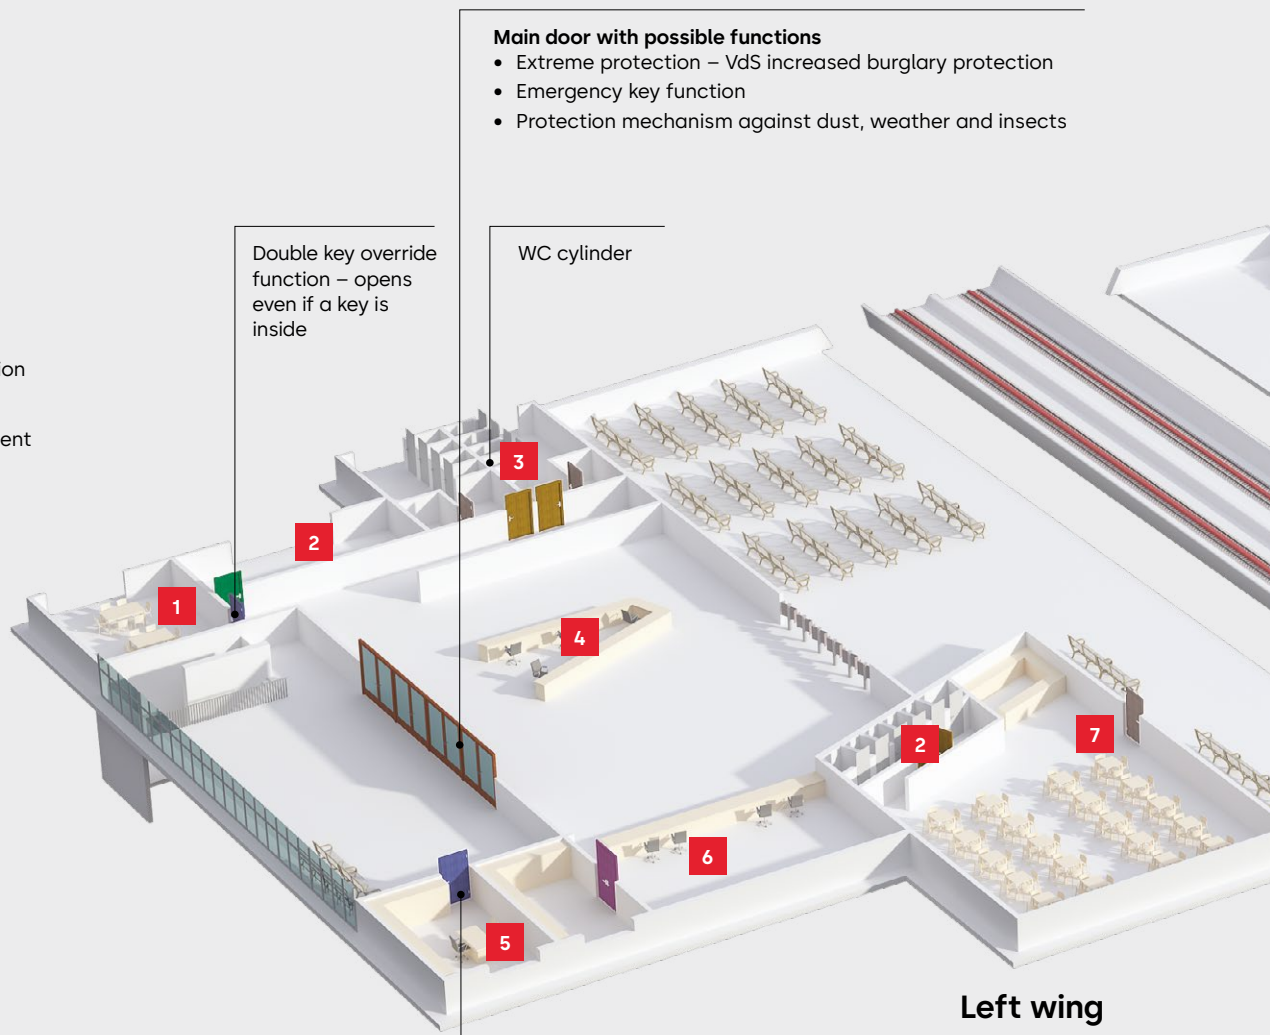 Main door with possible functions
• Extreme protection – VdS increased burglary protection
• Emergency key function
• Protection mechanism against dust, weather and insects
Double key override
function – opens
even if a key is
inside
WC cylinder
ion
ent
3
2
1
4
2
7
6
5
Left wing